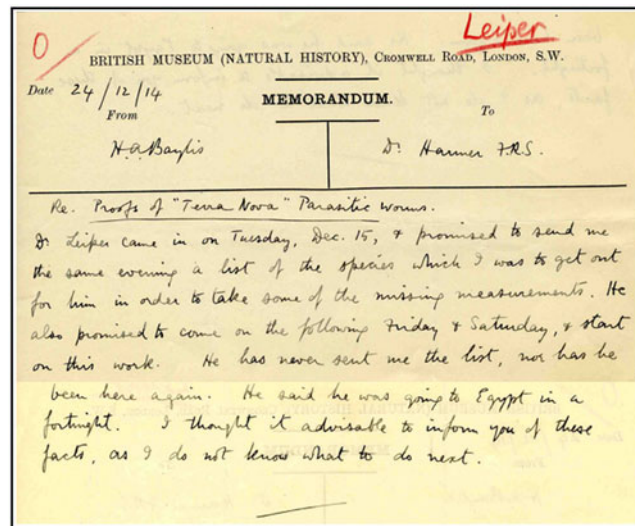 O
Leiper
BRITISH MUSEUM (NATURAL HISTORY), CROMWELL ROAD, LONDON, S.W.
Date 24/12/14
MEMORANDUM.
From
To
H.A. Baylis
Dr. Harmer F.R.S.
Re. Proofs of "Terra Nova" Parasitic worms.
Dr. Leiper came in on Tuesday, Dec. 15, & promised to send me
the same evening a list of the species which I was to get out
for him in order to take some of the missing measurements. He
also promised to come on the following Friday & Saturday, & start
on this work. He has never sent me the list, nor has he
been here again. He said he was going to Egypt in a
fortnight. I thought it advisable to inform you of these
facts, as I do not know what to do next.